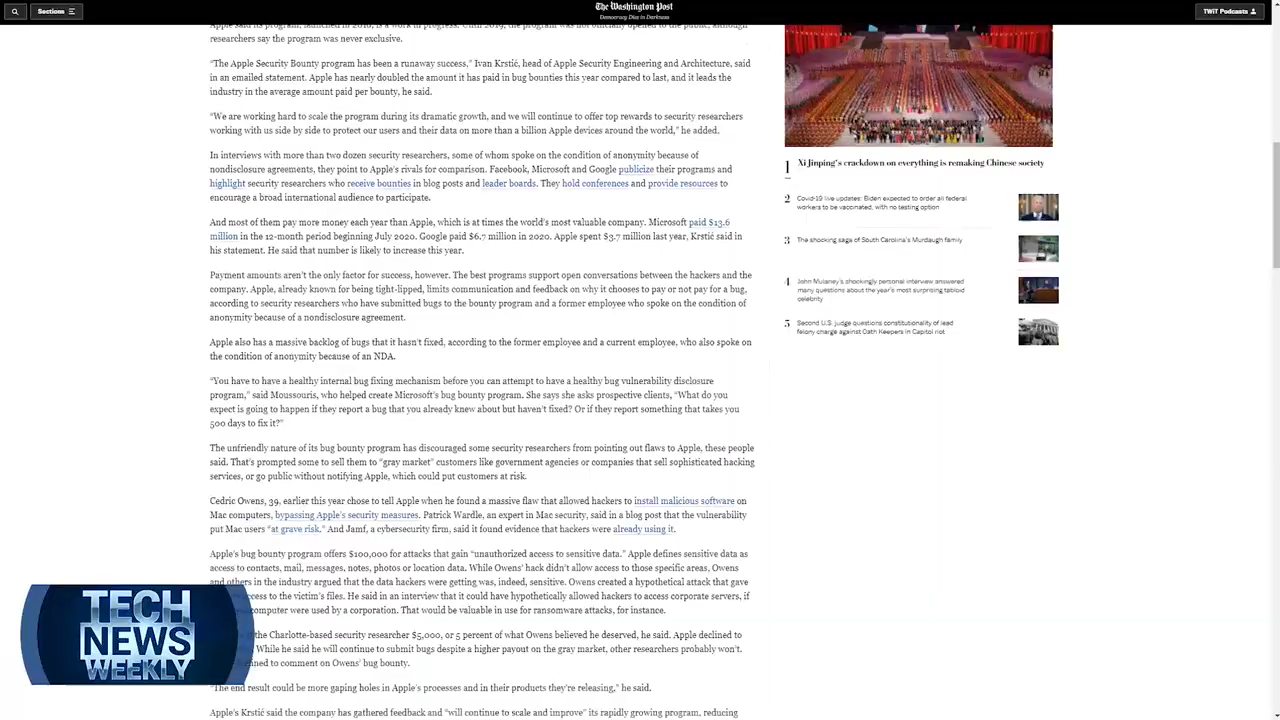 Sections
The Washington Post
Democracy Dies in Darkness
TWiT Podcasts
Apple said its program, launched in 2016, is a work in progress. Until 2019, the program was not officially opened to the public, although
researchers say the program was never exclusive.
“The Apple Security Bounty program has been a runaway success,” Ivan Krstić, head of Apple Security Engineering and Architecture, said
in an emailed statement. Apple has nearly doubled the amount it has paid in bug bounties this year compared to last, and it leads the
industry in the average amount paid per bounty, he said.
“We are working hard to scale the program during its dramatic growth, and we will continue to offer top rewards to security researchers
working with us side by side to protect our users and their data on more than a billion Apple devices around the world,” he added.
In interviews with more than two dozen security researchers, some of whom spoke on the condition of anonymity because of
nondisclosure agreements, they point to Apple's rivals for comparison. Facebook, Microsoft and Google publicize their programs and
highlight security researchers who receive bounties in blog posts and leader boards. They hold conferences and provide resources to
encourage a broad international audience to participate.
And most of them pay more money each year than Apple, which is at times the world's most valuable company. Microsoft paid $13.6
million in the 12-month period beginning July 2020. Google paid $6.7 million in 2020. Apple spent $3.7 million last year, Krstić said in
his statement. He said that number is likely to increase this year.
Payment amounts aren't the only factor for success, however. The best programs support open conversations between the hackers and the
company. Apple, already known for being tight-lipped, limits communication and feedback on why it chooses to pay or not pay for a bug,
according to security researchers who have submitted bugs to the bounty program and a former employee who spoke on the condition of
anonymity because of a nondisclosure agreement.
Apple also has a massive backlog of bugs that it hasn't fixed, according to the former employee and a current employee, who also spoke on
the condition of anonymity because of an NDA.
“You have to have a healthy internal bug fixing mechanism before you can attempt to have a healthy bug vulnerability disclosure
program,” said Moussouris, who helped create Microsoft's bug bounty program. She says she asks prospective clients, “What do you
expect is going to happen if they report a bug that you already knew about but haven't fixed? Or if they report something that takes you
500 days to fix it?”
The unfriendly nature of its bug bounty program has discouraged some security researchers from pointing out flaws to Apple, these people
said. That's prompted some to sell them to “gray market” customers like government agencies or companies that sell sophisticated hacking
services, or go public without notifying Apple, which could put customers at risk.
Cedric Owens, 39, earlier this year chose to tell Apple when he found a massive flaw that allowed hackers to install malicious software on
Mac computers, bypassing Apple's security measures. Patrick Wardle, an expert in Mac security, said in a blog post that the vulnerability
put Mac users “at grave risk.” And Jamf, a cybersecurity firm, said it found evidence that hackers were already using it.
Apple's bug bounty program offers $100,000 for attacks that gain “unauthorized access to sensitive data.” Apple defines sensitive data as
access to contacts, mail, messages, notes, photos or location data. While Owens' hack didn't allow access to those specific areas, Owens
and others in the industry argued that the data hackers were getting was, indeed, sensitive. Owens created a hypothetical attack that gave
access to the victim's files. He said in an interview that it could have hypothetically allowed hackers to access corporate servers, if
computer were used by a corporation. That would be valuable in use for ransomware attacks, for instance.
the Charlotte-based security researcher $5,000, or 5 percent of what Owens believed he deserved, he said. Apple declined to
While he said he will continue to submit bugs despite a higher payout on the gray market, other researchers probably won't.
to comment on Owens' bug bounty.
“The end result could be more gaping holes in Apple's processes and in their products they're releasing,” he said.
Apple's Krstić said the company has gathered feedback and “will continue to scale and improve” its rapidly growing program, reducing
1 Xi Jinping's crackdown on everything is remaking Chinese society
2 Covid-19 live updates: Biden expected to order all federal
workers to be vaccinated, with no testing option
3 The shocking saga of South Carolina's Murdaugh family
4 John Mulaney's shockingly personal interview answered
many questions about the year's most surprising tabloid
celebrity
5 Second U.S. judge questions constitutionality of lead
felony charge against Oath Keepers in Capitol riot
TECH
NEWS
WEEKLY